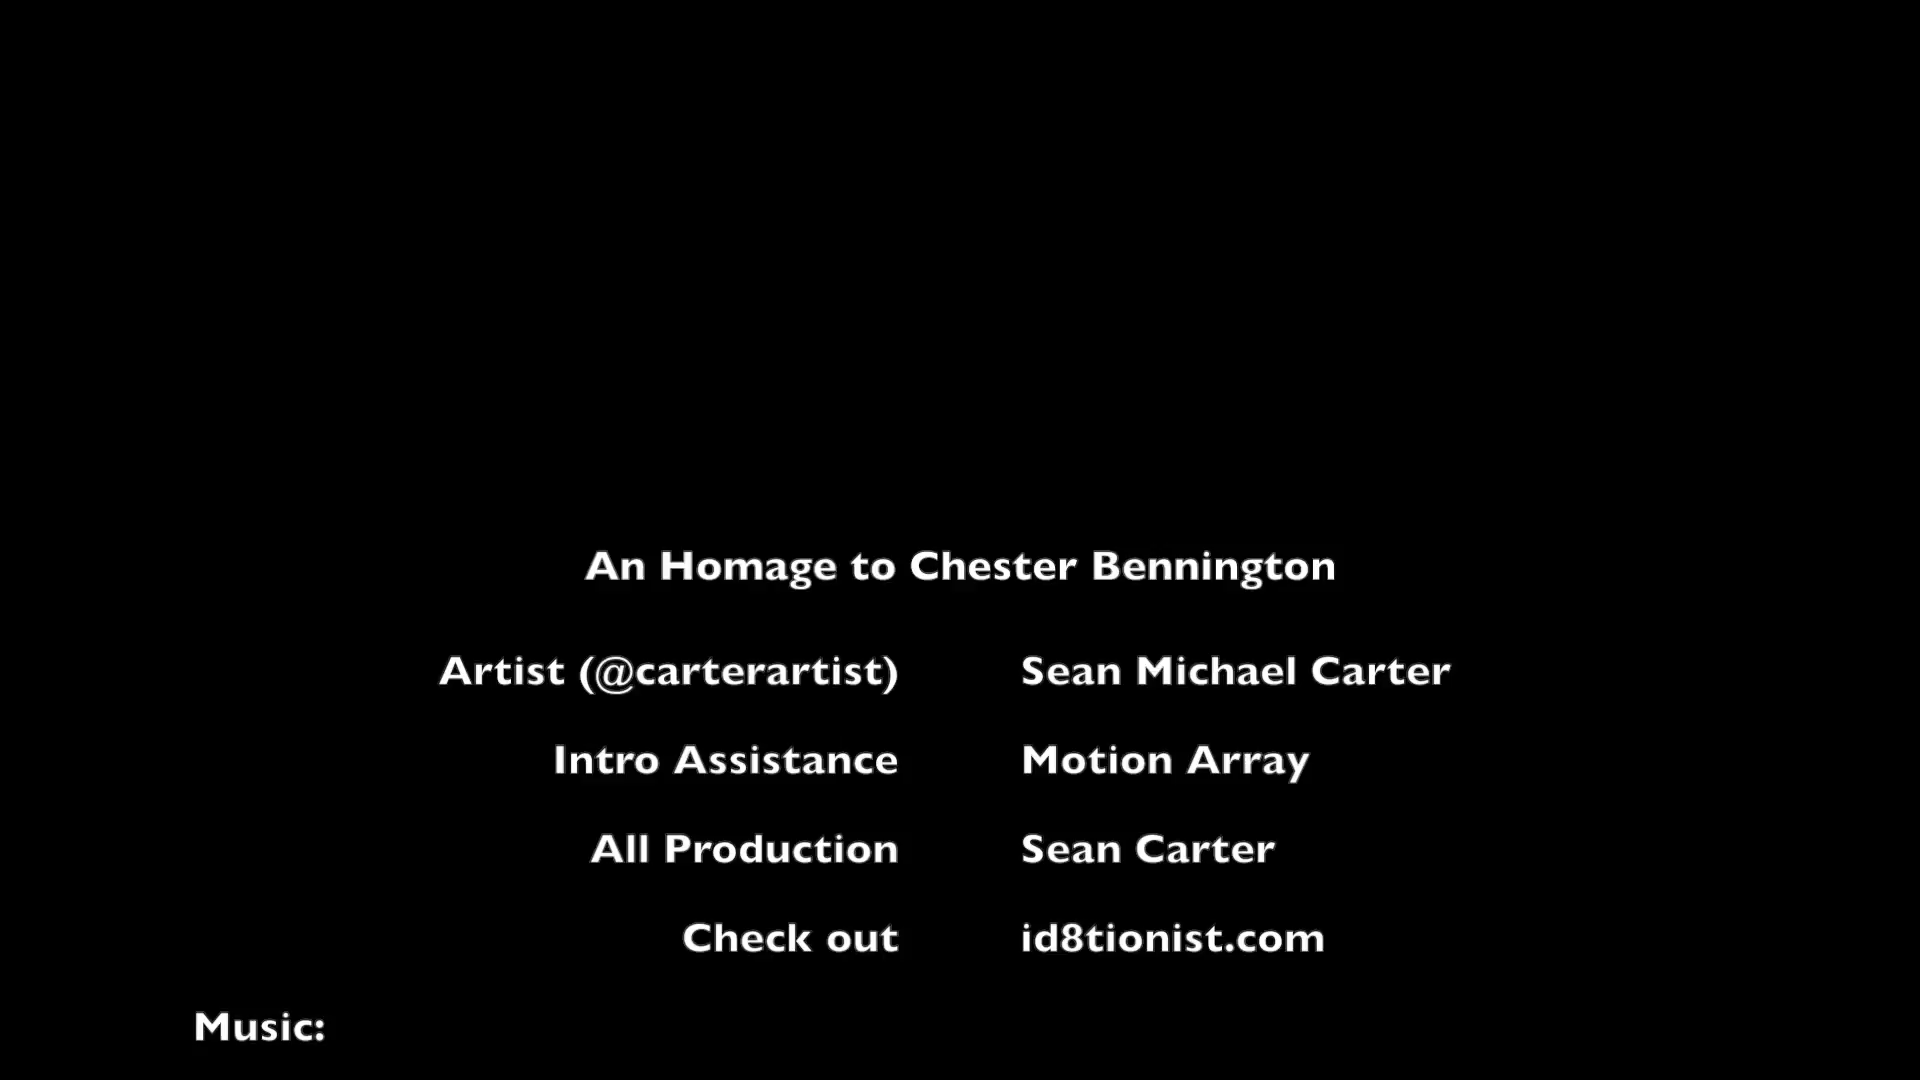 An Homage to Chester Bennington
Artist (@carterartist) Sean Michael Carter
Intro Assistance Motion Array
All Production Sean Carter
Check out id8tionist.com
Music: